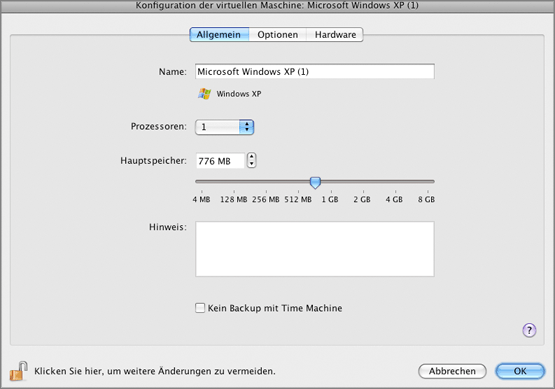 Konfiguration der virtuellen Maschine: Microsoft Windows XP (1)
Allgemein Optionen Hardware
Name: Microsoft Windows XP (1)
Windows XP
Prozessoren: 1
Hauptspeicher: 776 MB
4 MB 128 MB 256 MB 512 MB 1 GB 2 GB 4 GB 8 GB
Hinweis:
Kein Backup mit Time Machine
?
Klicken Sie hier, um weitere Änderungen zu vermeiden. Abbrechen OK